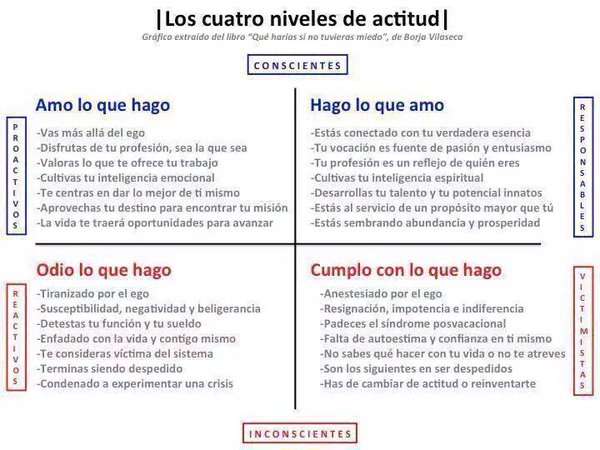 |Los cuatro niveles de actitud|
Gráfico extraido del libro "Qué harías si no tuvieras miedo", de Borja Vilaseca
CONSCIENTES
PROACTIVOS
Amo lo que hago
-Vas más allá del ego
-Disfrutas de tu profesión, sea la que sea
-Valoras lo que te ofrece tu trabajo
-Cultivas tu inteligencia emocional
-Te centras en dar lo mejor de ti mismo
-Aprovechas tu destino para encontrar tu misión
-La vida te traerá oportunidades para avanzar
Hago lo que amo
-Estás conectado con tu verdadera esencia
-Tu vocación es fuente de pasión y entusiasmo
-Tu profesión es un reflejo de quién eres
-Cultivas tu inteligencia espiritual
-Desarrollas tu talento y tu potencial innatos
-Estás al servicio de un propósito mayor que tú
-Estás sembrando abundancia y prosperidad
RESPONSABLES
REACTIVOS
Odio lo que hago
-Tiranizado por el ego
-Susceptibilidad, negatividad y beligerancia
-Detestas tu función y tu sueldo
-Enfadado con la vida y contigo mismo
-Te consideras víctima del sistema
-Terminas siendo despedido
-Condenado a experimentar una crisis
Cumplo con lo que hago
-Anestesiado por el ego
-Resignación, impotencia e indiferencia
-Padeces el síndrome posvacacional
-Falta de autoestima y confianza en ti mismo
-No sabes qué hacer con tu vida o no te atreves
-Son los siguientes en ser despedidos
-Has de cambiar de actitud o reinventarte
VICTIMISTAS
INCONSCIENTES